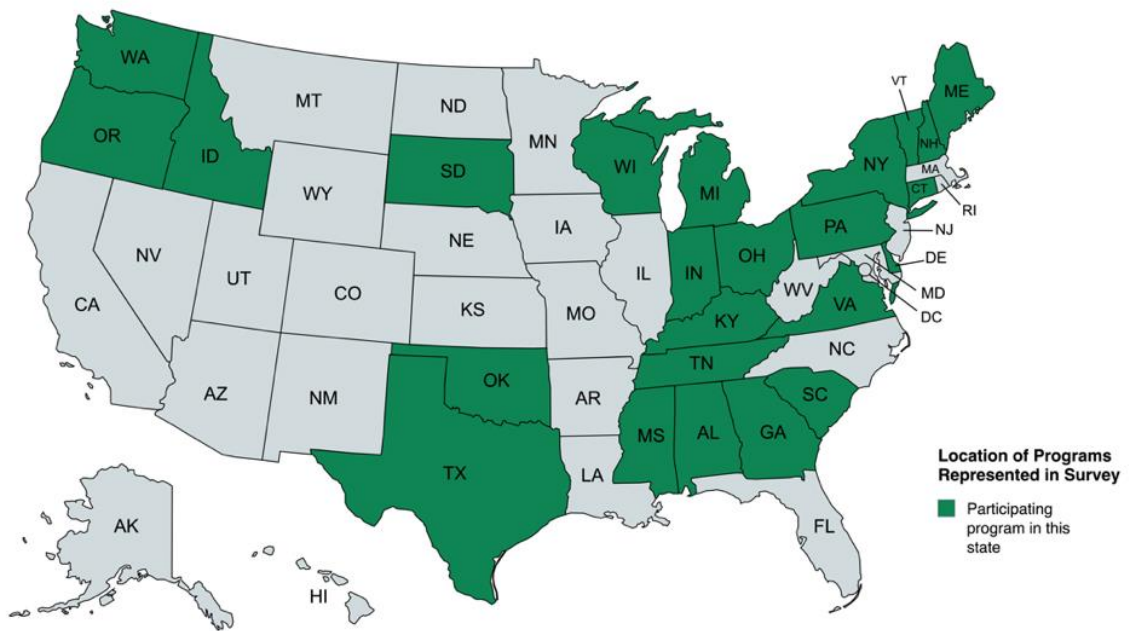 WA
MT
ND
MN
VT
ME
OR
ID
SD
WI
MI
NY
NH
MA
CT
RI
WY
IA
NE
PA
NJ
NV
UT
CO
IL
IN
OH
DE
CA
KS
MO
WV
VA
MD
DC
KY
NC
TN
AZ
NM
OK
AR
SC
MS
AL
GA
TX
LA
Location of Programs
Represented in Survey
Participating
program in this
state
AK
FL
HI